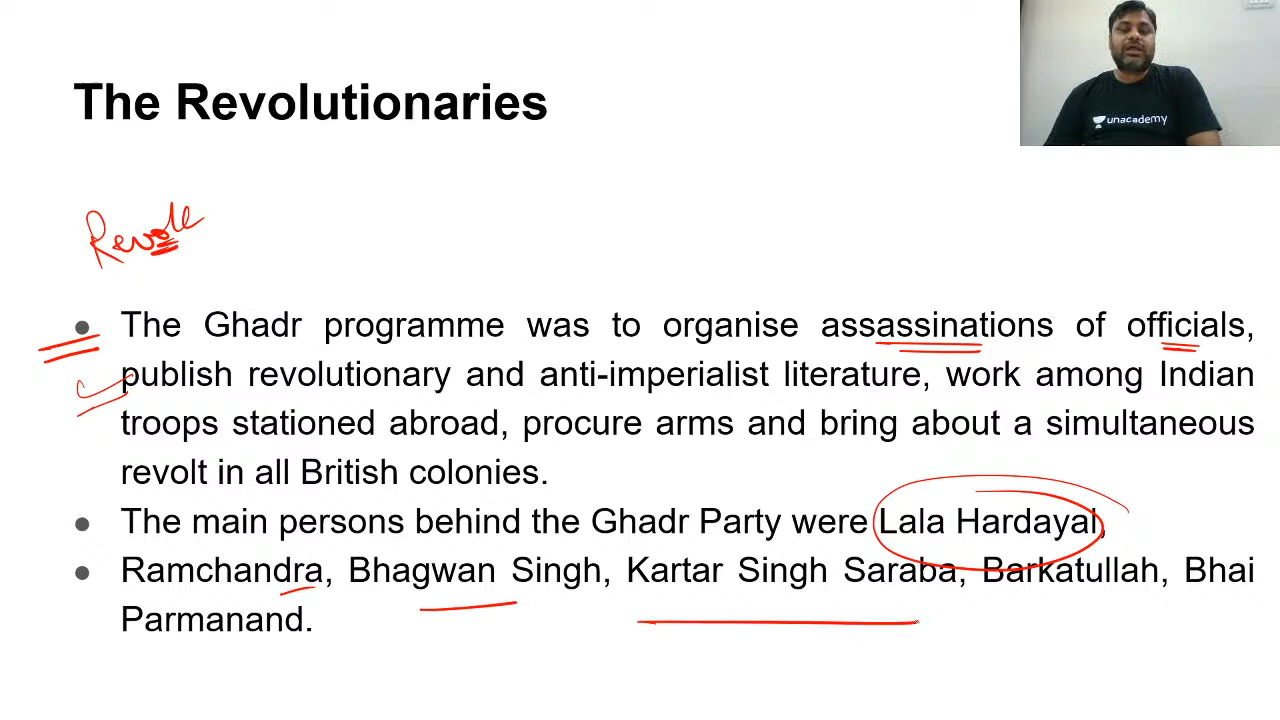 unacademy
The Revolutionaries
The Ghadr programme was to organise assassinations of officials,
publish revolutionary and anti-imperialist literature, work among Indian
troops stationed abroad, procure arms and bring about a simultaneous
revolt in all British colonies.
The main persons behind the Ghadr Party were Lala Hardayal,
Ramchandra, Bhagwan Singh, Kartar Singh Saraba, Barkatullah, Bhai
Parmanand.